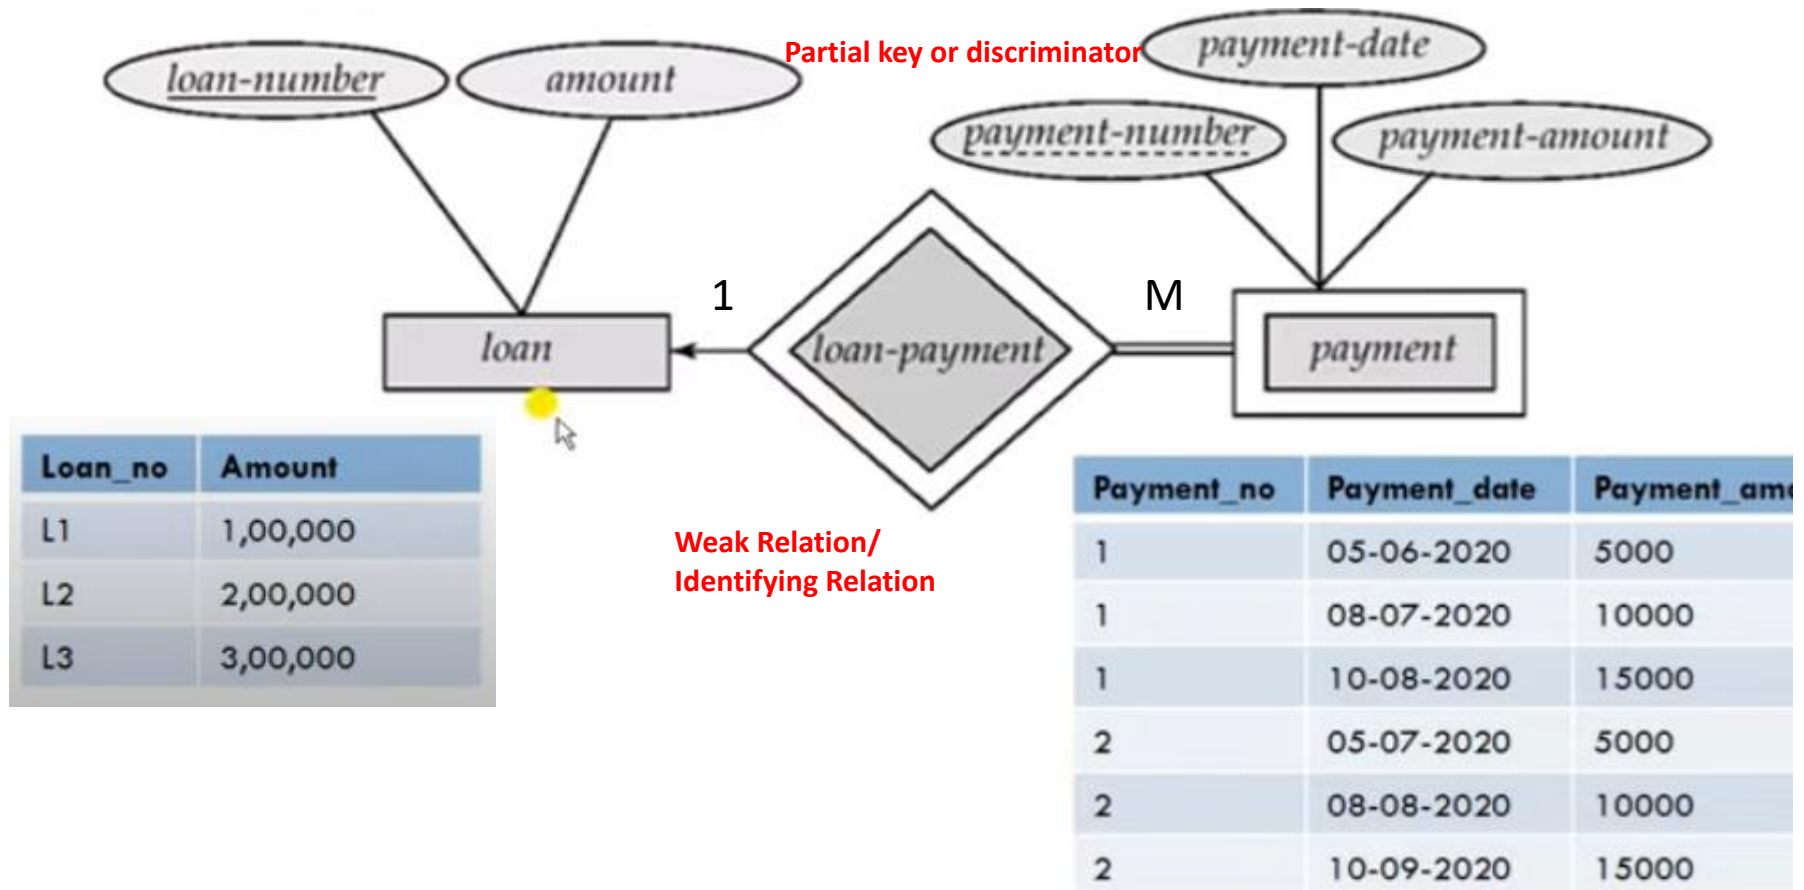 Partial key or discriminator
payment-date
loan-number
amount
payment-number
payment-amount
1
M
loan
loan-payment
payment
Weak Relation/
Identifying Relation
Loan_no Amount
L1 1,00,000
L2 2,00,000
L3 3,00,000
Payment_no Payment_date Payment_amo
1 05-06-2020 5000
1 08-07-2020 10000
1 10-08-2020 15000
2 05-07-2020 5000
2 08-08-2020 10000
2 10-09-2020 15000